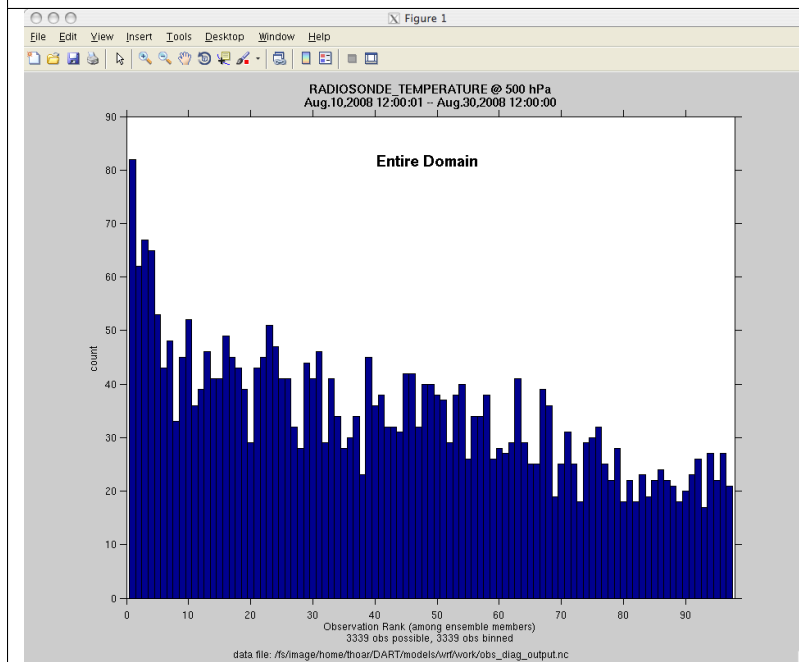 Figure 1
File Edit View Insert Tools Desktop Window Help
RADIOSONDE_TEMPERATURE @ 500 hPa
Aug.10,2008 12:00:01 -- Aug.30,2008 12:00:00
Entire Domain
90
80
70
60
50
40
30
20
10
0
count
0 10 20 30 40 50 60 70 80 90
Observation Rank (among ensemble members)
3339 obs possible, 3339 obs binned
data file: /fs/image/home/thoar/DART/models/wrf/work/obs_diag_output.nc